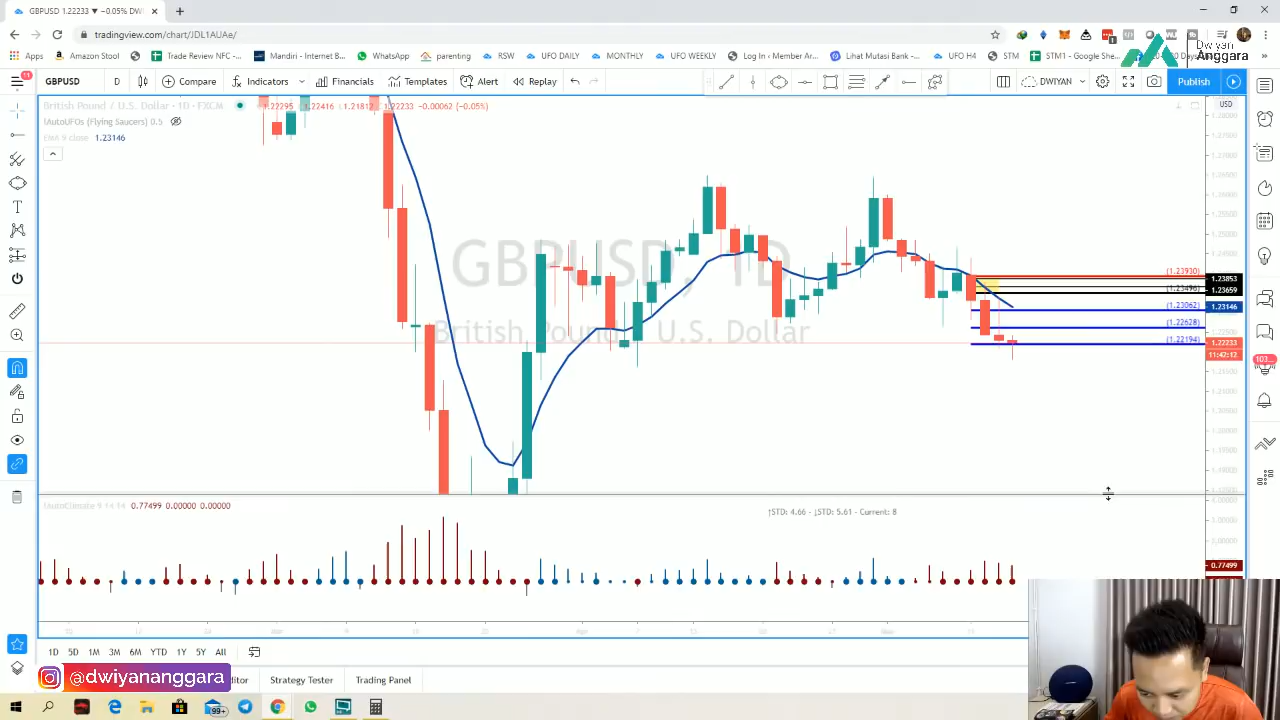 GBPUSD 1.22233 ▼ −0.05% DWI
tradingview.com/chart/JDL1AUAe/
Apps
Amazon Stool
Trade Review NFC ...
Mandiri - Internet B...
WhatsApp
parenting
RSW
UFO DAILY
MONTHLY
UFO WEEKLY
Log In ‹ Member Ar...
Lihat Mutasi Bank -...
UFO H4
STM
STM1 - Google She...
Dwiyan
Anggara
GBPUSD
D
Compare
Indicators
Financials
Templates
Alert
Replay
DWIYAN
Publish
British Pound / U.S. Dollar · 1D · FXCM
1.22295 1.22416 1.21812 1.22233 −0.00062 (−0.05%)
!AutoUFOs (Flying Saucers) 0.5
EMA 9 close 1.23146
USD
GBPUSD, 1D
British Pound / U.S. Dollar
(1.23930)
1.23853
(1.23496)
1.23659
(1.23062)
1.23146
(1.22628)
(1.22194)
1.22233
11:42:12
!AutoClimate 9 14 14 0.77499 0.00000 0.00000
↑STD: 4.66 - ↓STD: 5.61 - Current: 8
0.77499
1D 5D 1M 3M 6M YTD 1Y 5Y All
@dwiyananggara
Strategy Tester
Trading Panel
99+